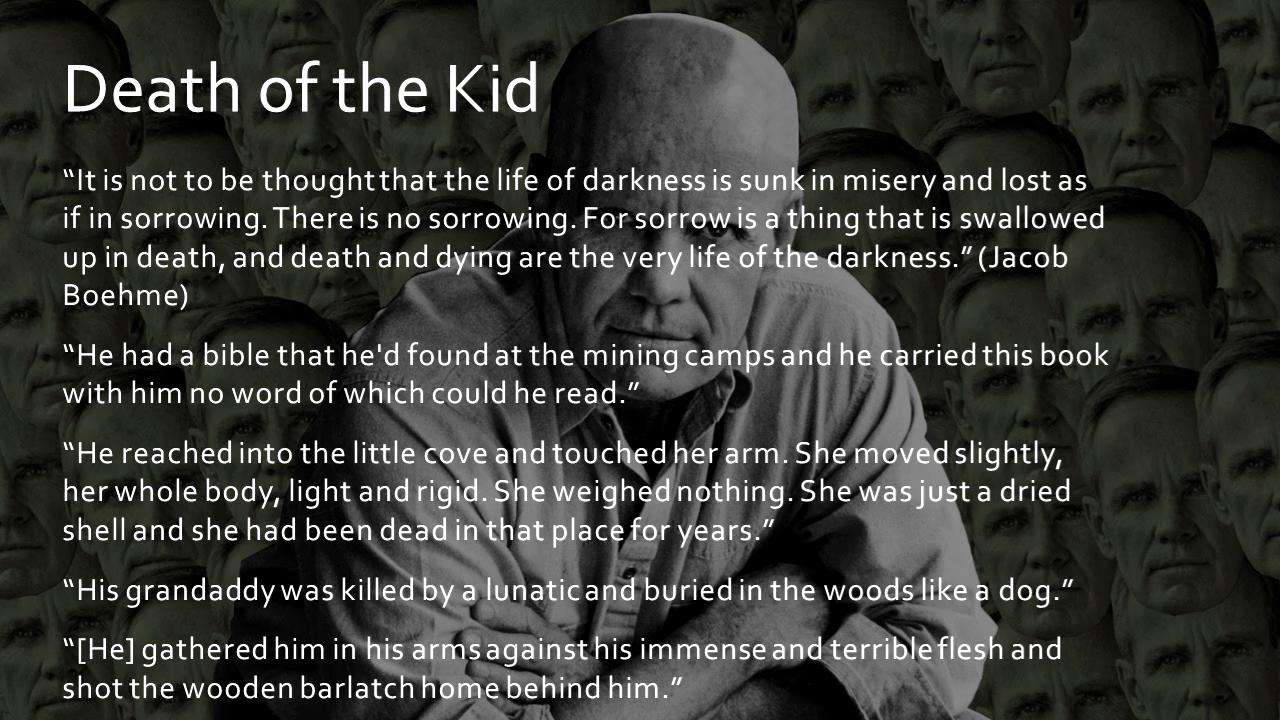 Death of the Kid
“It is not to be thought that the life of darkness is sunk in misery and lost as
if in sorrowing. There is no sorrowing. For sorrow is a thing that is swallowed
up in death, and death and dying are the very life of the darkness.” (Jacob
Boehme)
“He had a bible that he'd found at the mining camps and he carried this book
with him no word of which could he read.”
“He reached into the little cove and touched her arm. She moved slightly,
her whole body, light and rigid. She weighed nothing. She was just a dried
shell and she had been dead in that place for years.”
“His grandaddy was killed by a lunatic and buried in the woods like a dog.”
“[He] gathered him in his arms against his immense and terrible flesh and
shot the wooden barlatch home behind him.”